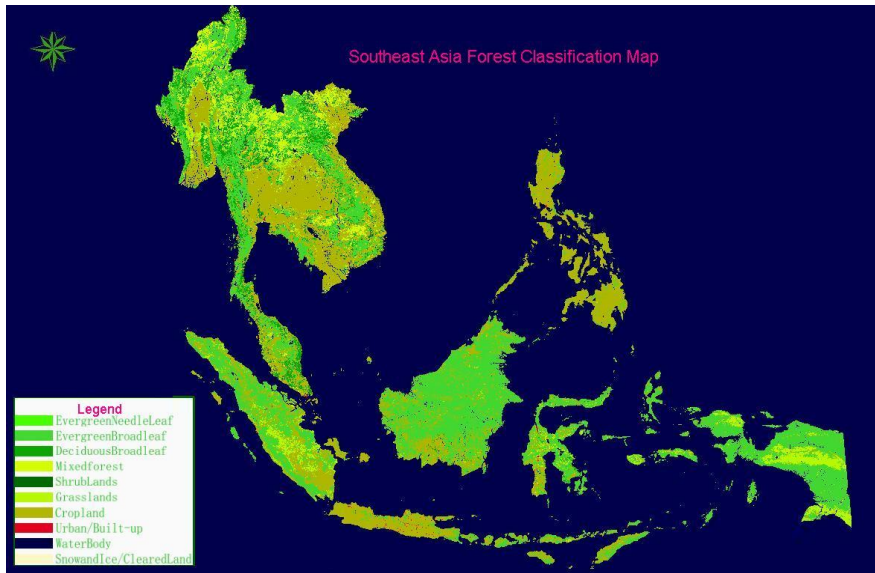 Southeast Asia Forest Classification Map
Legend
EvergreenNeedleLeaf
EvergreenBroadleaf
DeciduousBroadleaf
Mixedforest
ShrubLands
Grasslands
Cropland
Urban/Built-up
WaterBody
SnowandIce/ClearedLand